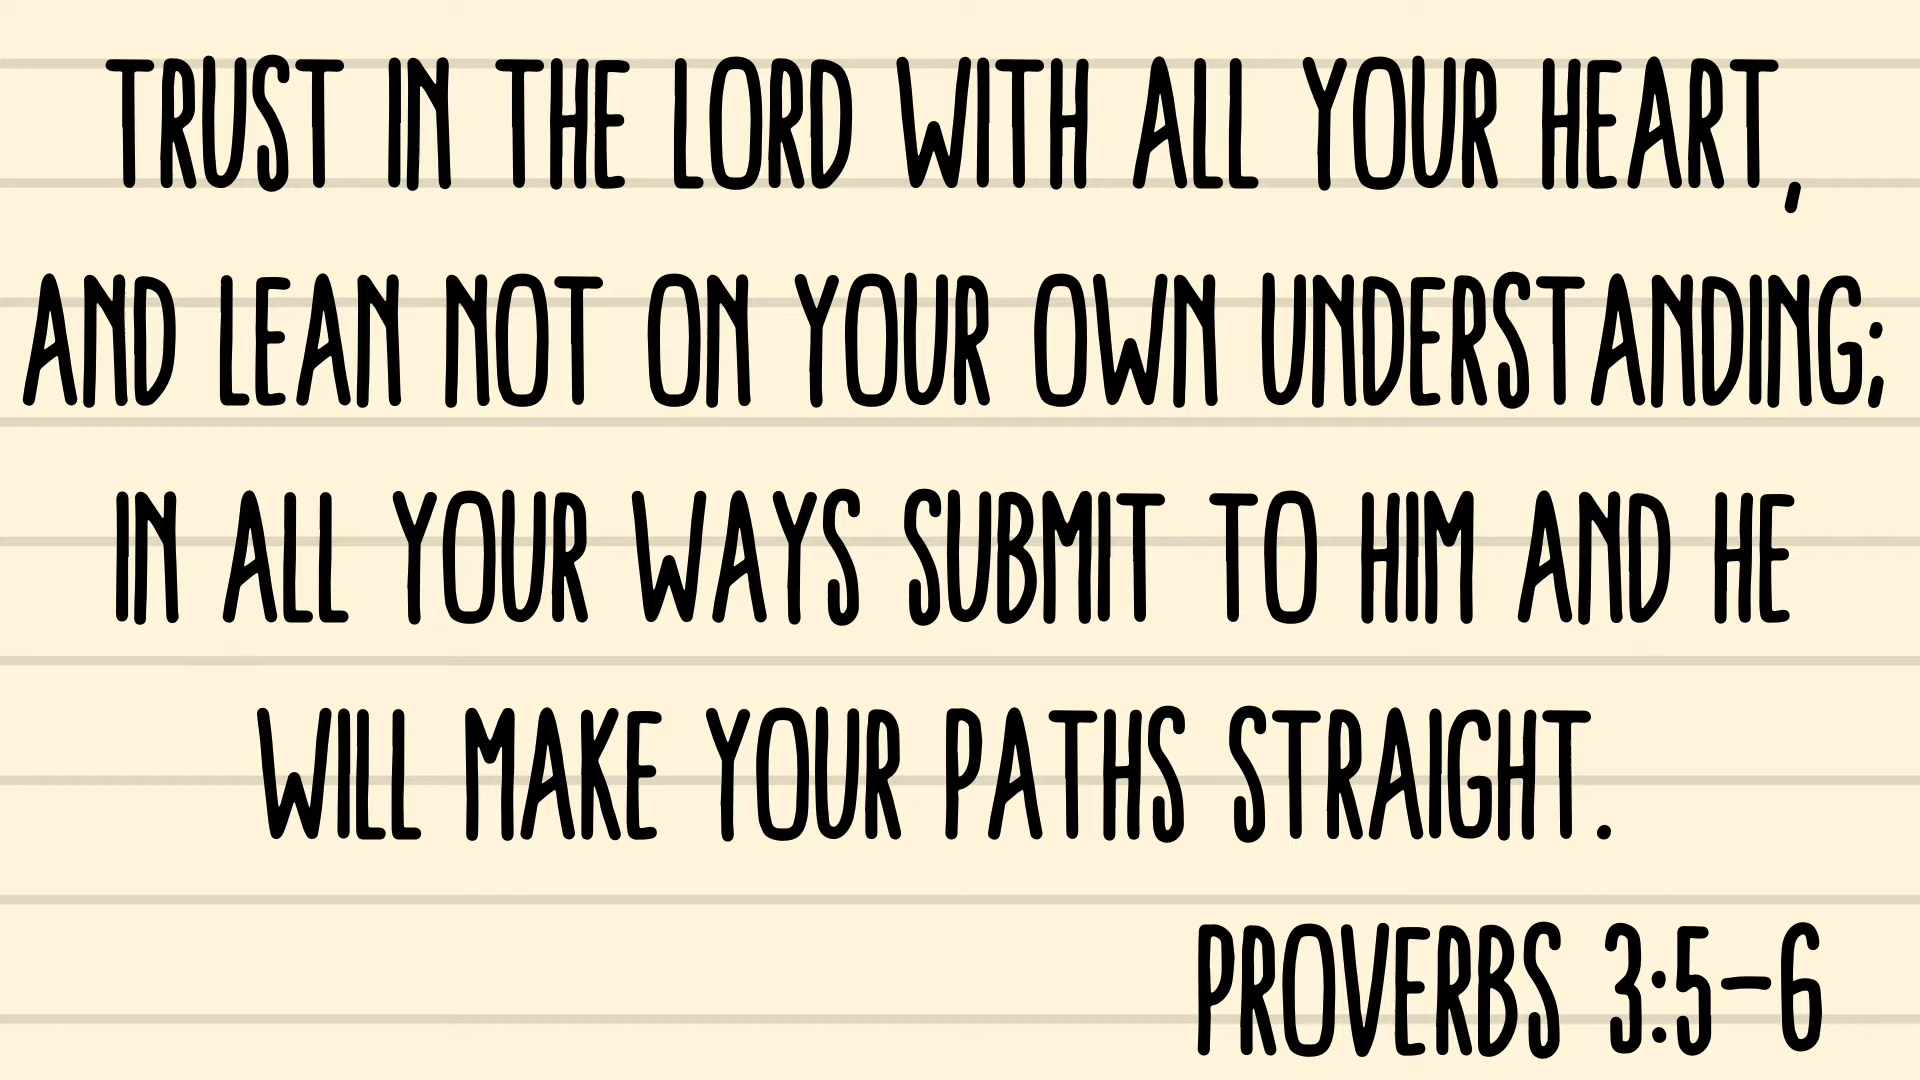 TRUST IN THE LORD WITH ALL YOUR HEART,
AND LEAN NOT ON YOUR OWN UNDERSTANDING;
IN ALL YOUR WAYS SUBMIT TO HIM AND HE
WILL MAKE YOUR PATHS STRAIGHT.
PROVERBS 3:5-6